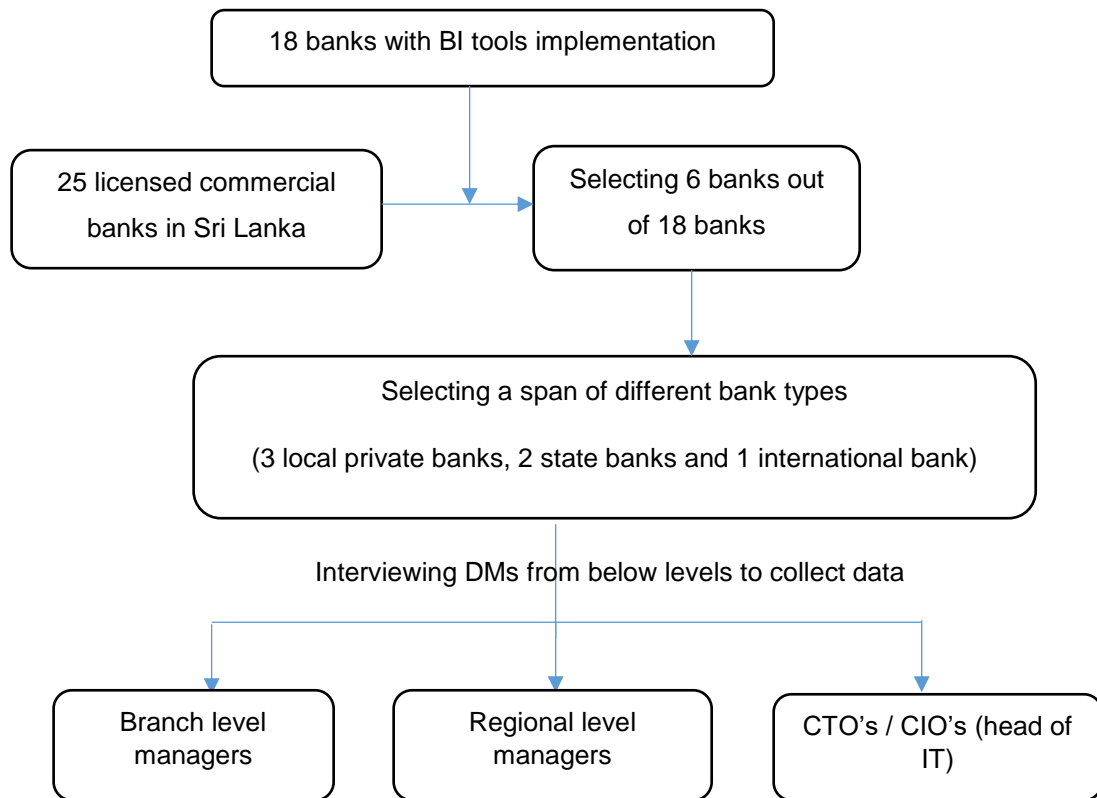 18 banks with BI tools implementation
25 licensed commercial
banks in Sri Lanka
Selecting 6 banks out
of 18 banks
Selecting a span of different bank types
(3 local private banks, 2 state banks and 1 international bank)
Interviewing DMs from below levels to collect data
Branch level
managers
Regional level
managers
CTO’s / CIO’s (head of
IT)